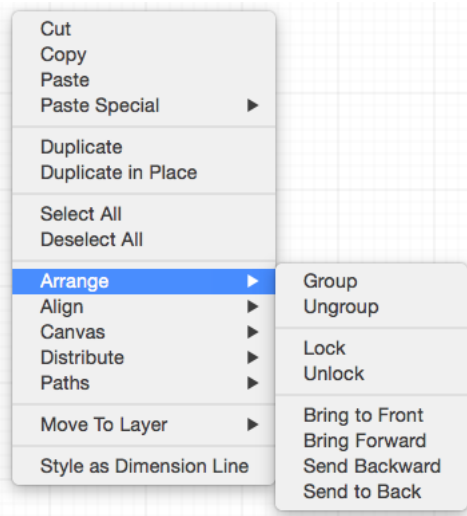 Cut
Copy
Paste
Paste Special
Duplicate
Duplicate in Place
Select All
Deselect All
Arrange
Align
Canvas
Distribute
Paths
Move To Layer
Style as Dimension Line
Group
Ungroup
Lock
Unlock
Bring to Front
Bring Forward
Send Backward
Send to Back